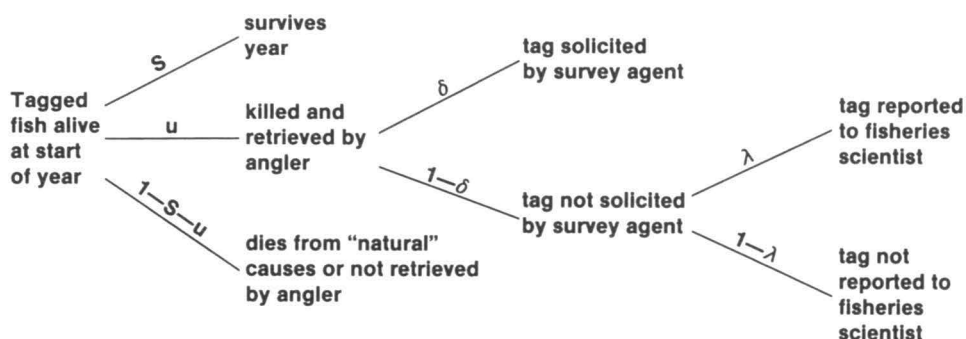 Tagged
fish alive
at start
of year
S
survives
year
u
killed and
retrieved by
angler
1—S—u
dies from “natural”
causes or not retrieved
by angler
δ
tag solicited
by survey agent
1—δ
tag not solicited
by survey agent
λ
tag reported
to fisheries
scientist
1—λ
tag not
reported to
fisheries
scientist